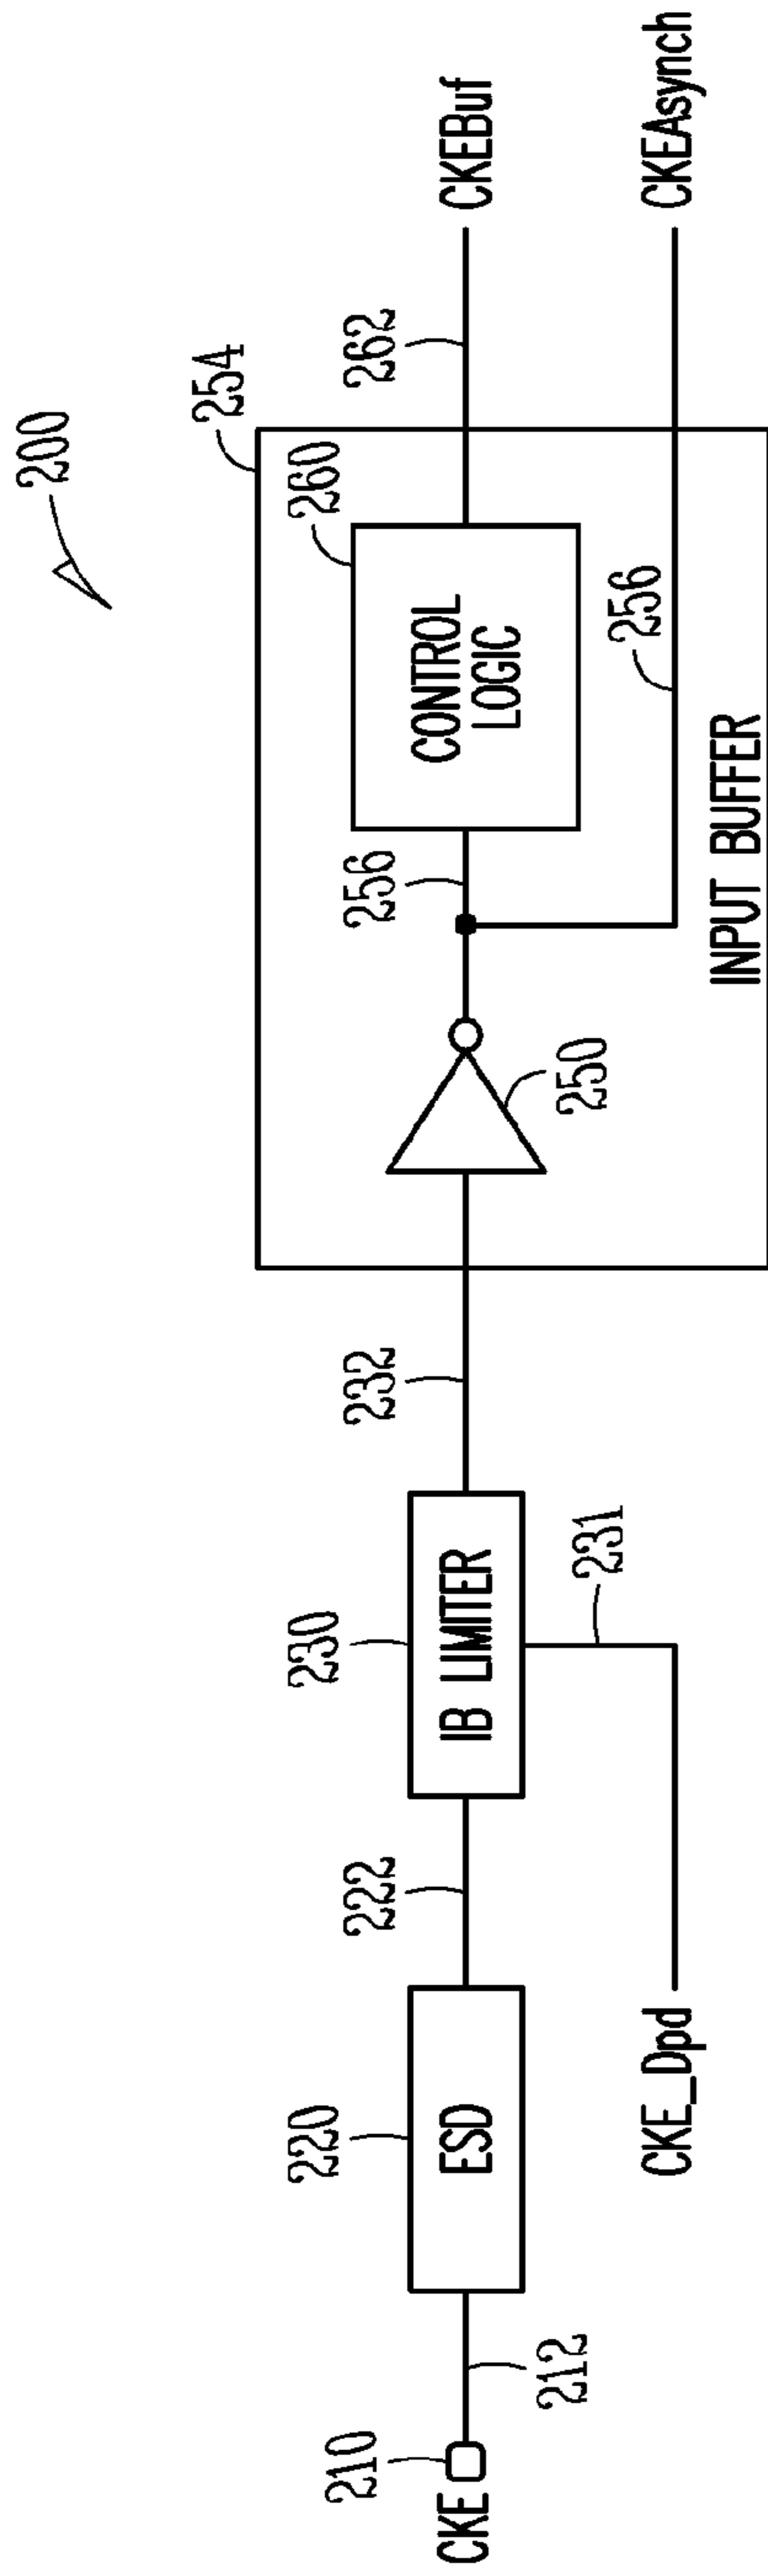 200
CKE
210
212
220
ESD
222
230
IB LIMITER
CKE_Dpd
231
232
254
250
256
260
CONTROL
LOGIC
256
INPUT BUFFER
262
CKEBuf
CKEAsynch